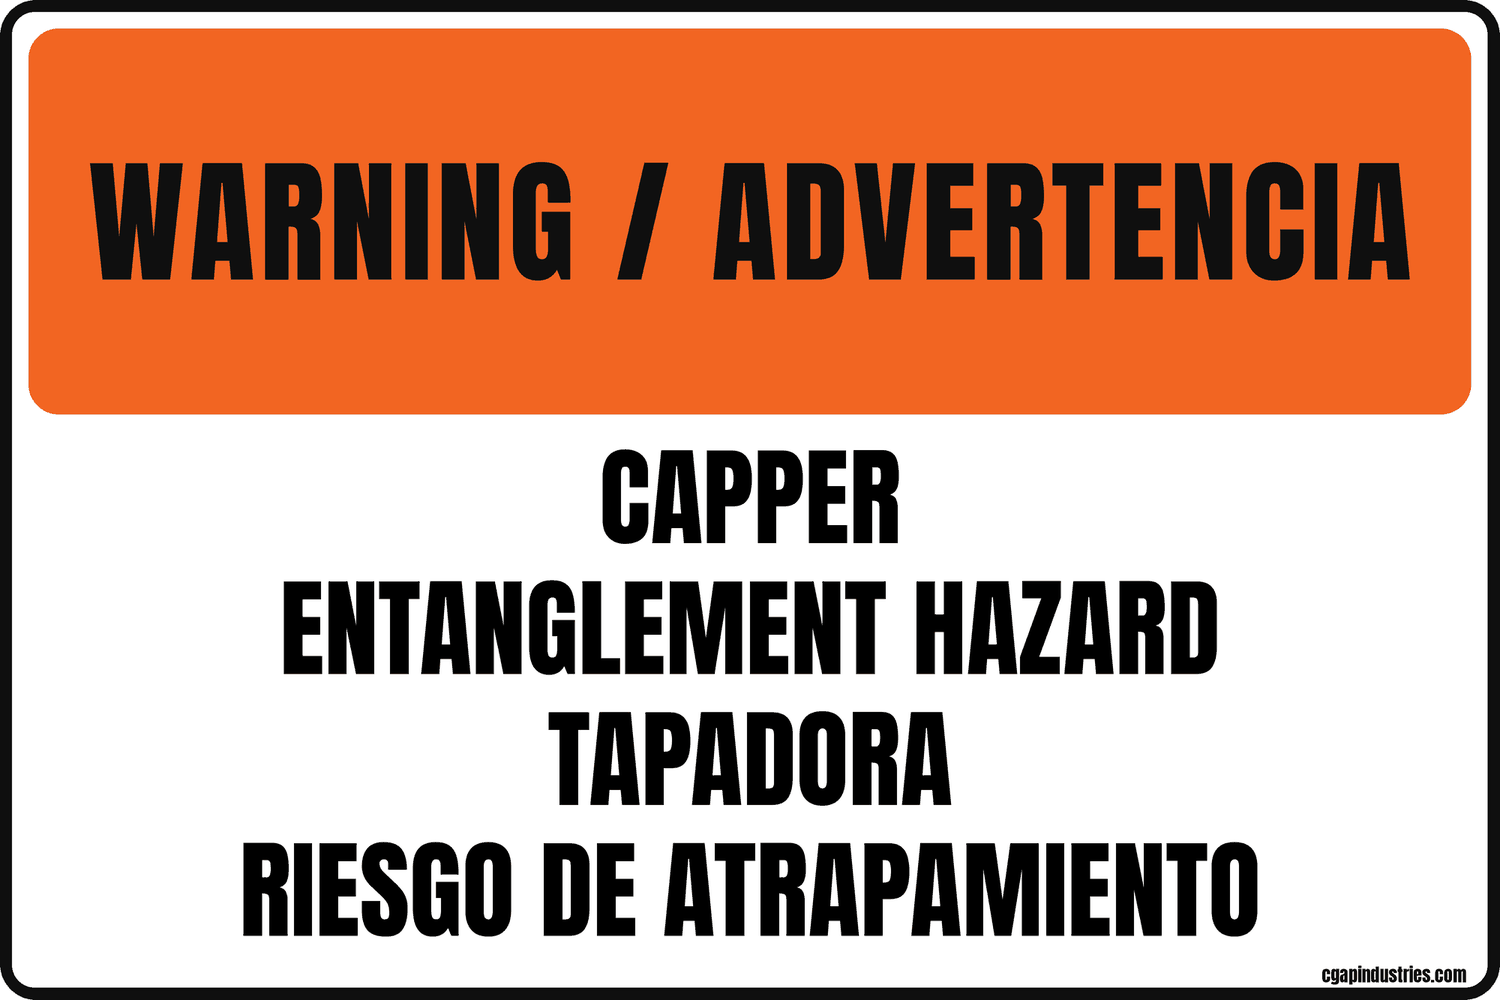 WARNING / ADVERTENCIA
CAPPER
ENTANGLEMENT HAZARD
TAPADORA
RIESGO DE ATRAPAMIENTO
cgapindustries.com